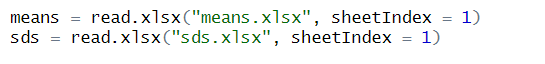 means = read.xlsx("means.xlsx", sheetIndex = 1)
sds = read.xlsx("sds.xlsx", sheetIndex = 1)